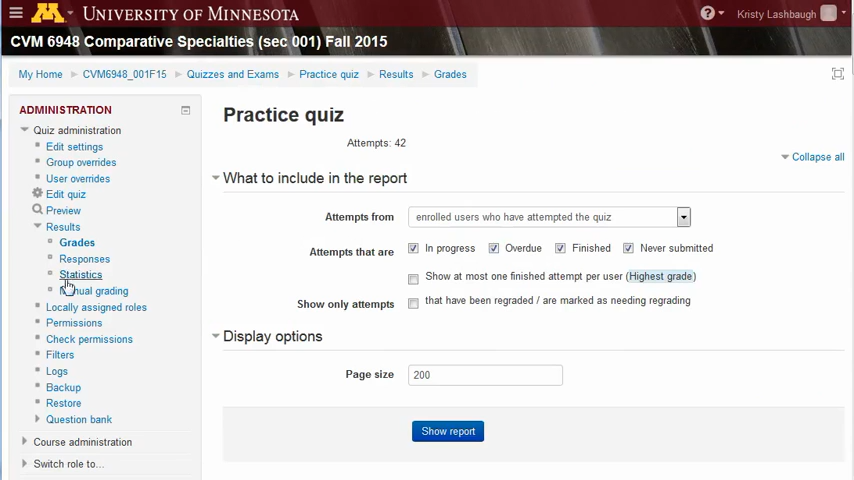 UNIVERSITY OF MINNESOTA
Kristy Lashbaugh
CVM 6948 Comparative Specialties (sec 001) Fall 2015
My Home CVM6948_001F15 Quizzes and Exams Practice quiz Results Grades
ADMINISTRATION
Quiz administration
Edit settings
Group overrides
User overrides
Edit quiz
Preview
Results
Grades
Responses
Statistics
Manual grading
Locally assigned roles
Permissions
Check permissions
Filters
Logs
Backup
Restore
Question bank
Course administration
Switch role to...
Practice quiz
Attempts: 42
Collapse all
What to include in the report
Attempts from enrolled users who have attempted the quiz
Attempts that are In progress Overdue Finished Never submitted
Show at most one finished attempt per user (Highest grade)
Show only attempts that have been regraded / are marked as needing regrading
Display options
Page size 200
Show report